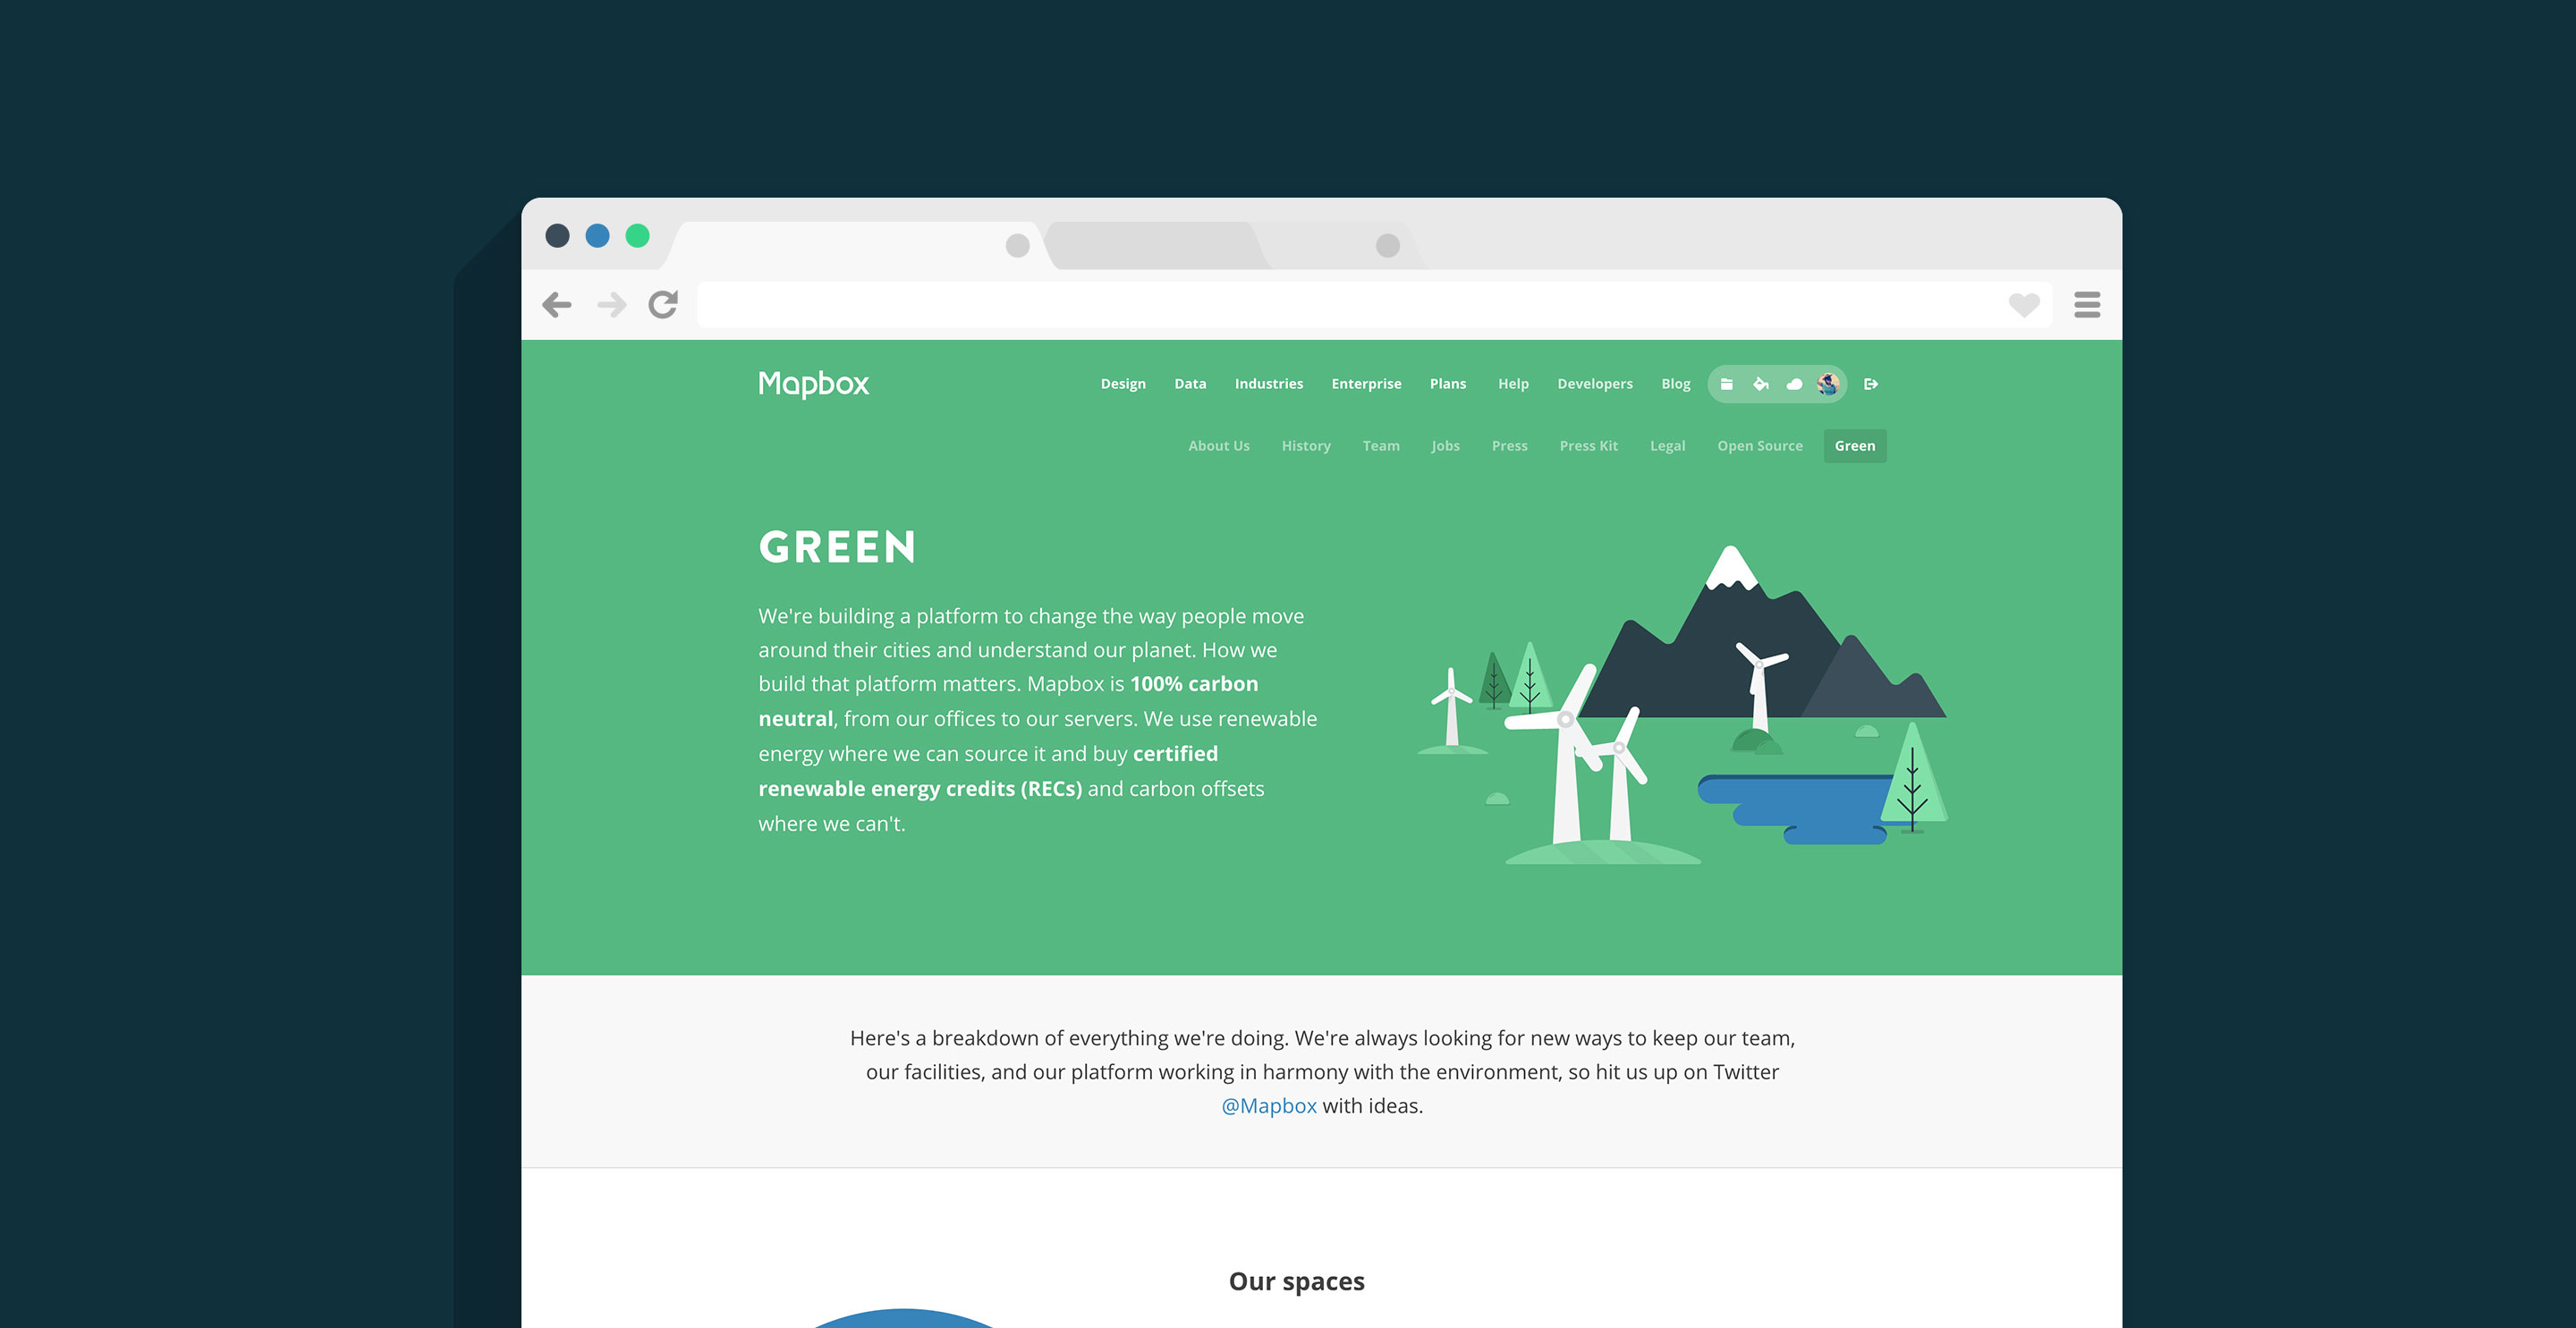 Mapbox
Design Data Industries Enterprise Plans Help Developers Blog
About Us History Team Jobs Press Press Kit Legal Open Source Green
GREEN
We're building a platform to change the way people move
around their cities and understand our planet. How we
build that platform matters. Mapbox is 100% carbon
neutral, from our offices to our servers. We use renewable
energy where we can source it and buy certified
renewable energy credits (RECs) and carbon offsets
where we can't.
Here's a breakdown of everything we're doing. We're always looking for new ways to keep our team,
our facilities, and our platform working in harmony with the environment, so hit us up on Twitter
@Mapbox with ideas.
Our spaces